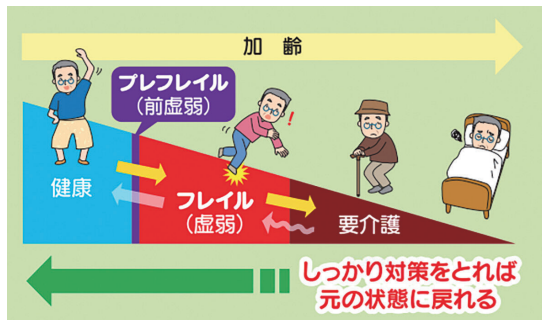 加齢
プレフレイル
（前虚弱）
健康
フレイル
（虚弱）
要介護
しっかり対策をとれば
元の状態に戻れる